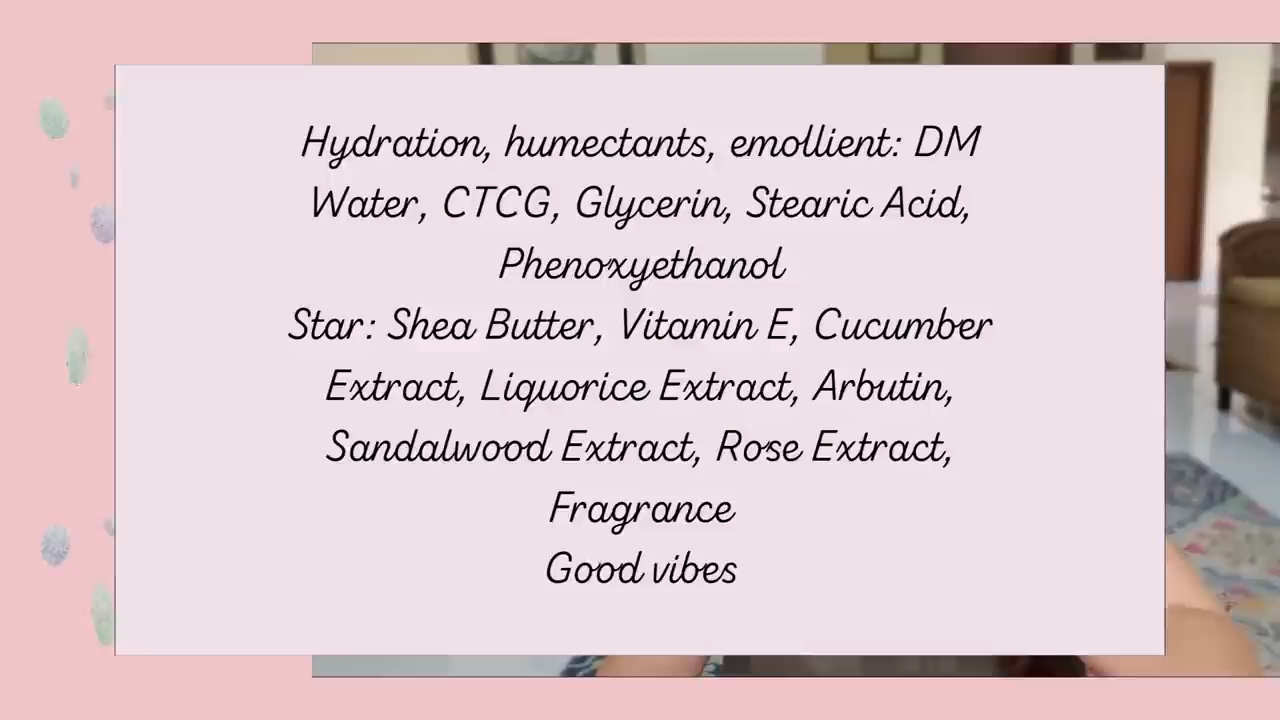 Hydration, humectants, emollient: DM
Water, CTCG, Glycerin, Stearic Acid,
Phenoxyethanol
Star: Shea Butter, Vitamin E, Cucumber
Extract, Liquorice Extract, Arbutin,
Sandalwood Extract, Rose Extract,
Fragrance
Good vibes